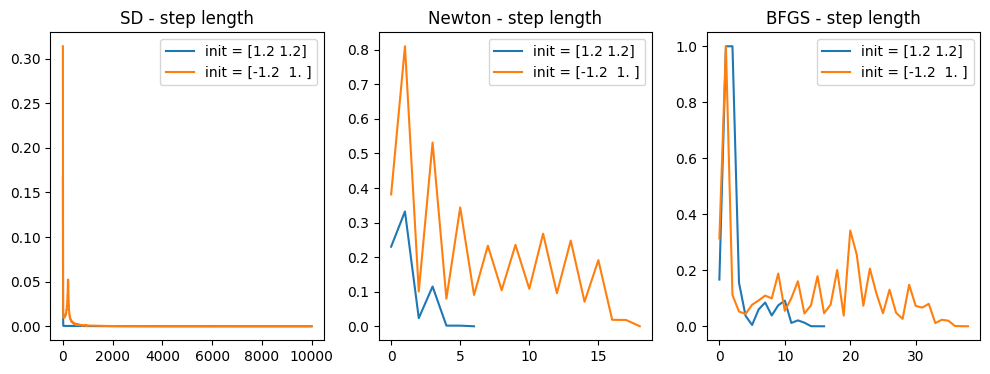 SD - step length
Newton - step length
BFGS - step length
init = [1.2 1.2]
init = [-1.2  1. ]
init = [1.2 1.2]
init = [-1.2  1. ]
init = [1.2 1.2]
init = [-1.2  1. ]
0.30
0.25
0.20
0.15
0.10
0.05
0.00
0 2000 4000 6000 8000 10000
0.8
0.7
0.6
0.5
0.4
0.3
0.2
0.1
0.0
0 5 10 15
1.0
0.8
0.6
0.4
0.2
0.0
0 10 20 30